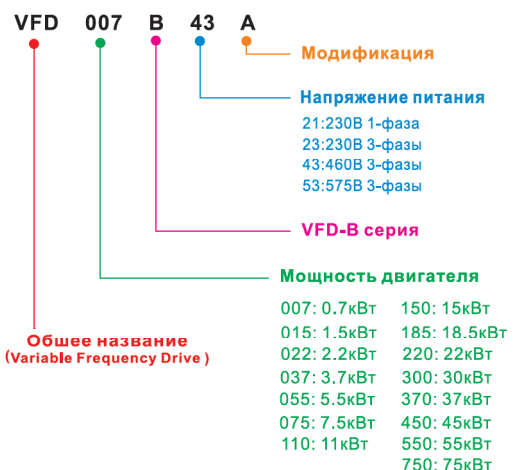 VFD 007 B 43 A
Модификация
Напряжение питания
21:230В 1-фаза
23:230В 3-фазы
43:460В 3-фазы
53:575В 3-фазы
VFD-B серия
Мощность двигателя
007: 0.7кВт 150: 15кВт
015: 1.5кВт 185: 18.5кВт
022: 2.2кВт 220: 22кВт
037: 3.7кВт 300: 30кВт
055: 5.5кВт 370: 37кВт
075: 7.5кВт 450: 45кВт
110: 11кВт 550: 55кВт
750: 75кВт
Общее название
(Variable Frequency Drive )